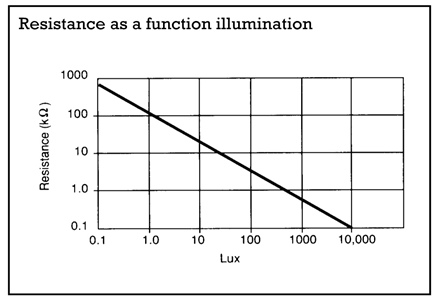 Resistance as a function illumination
1000
100
10
1.0
0.1
Resistance (kΩ)
0.1 1.0 10 100 1000 10,000
Lux